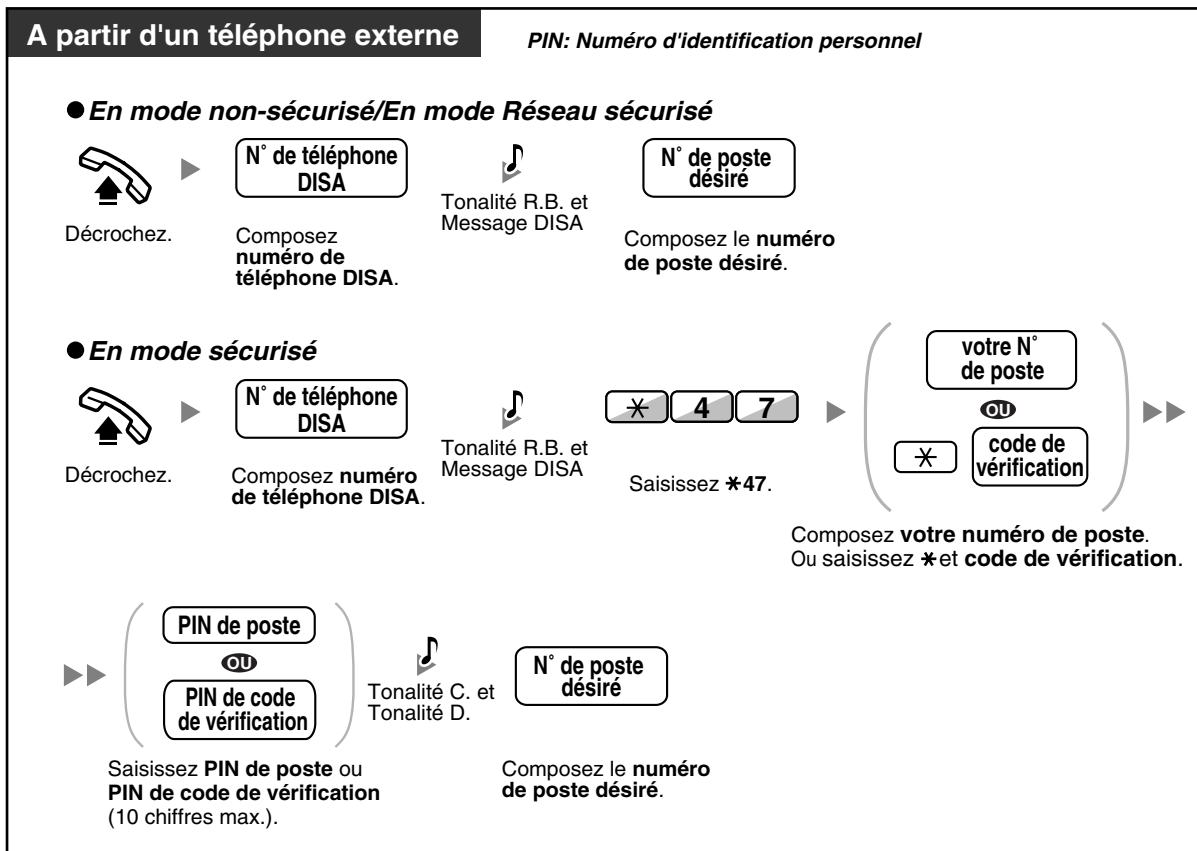 A partir d'un téléphone externe
PIN: Numéro d'identification personnel
● En mode non-sécurisé/En mode Réseau sécurisé
N° de téléphone
DISA
N° de poste
désiré
Décrochez.
Composez
numéro de
téléphone DISA.
Tonalité R.B. et
Message DISA
Composez le numéro
de poste désiré.
● En mode sécurisé
N° de téléphone
DISA
* 4 7
votre N°
de poste
OU
* code de
vérification
Décrochez.
Composez numéro
de téléphone DISA.
Tonalité R.B. et
Message DISA
Saisissez *47.
Composez votre numéro de poste.
Ou saisissez * et code de vérification.
PIN de poste
OU
PIN de code
de vérification
Saisissez PIN de poste ou
PIN de code de vérification
(10 chiffres max.).
Tonalité C. et
Tonalité D.
N° de poste
désiré
Composez le numéro
de poste désiré.